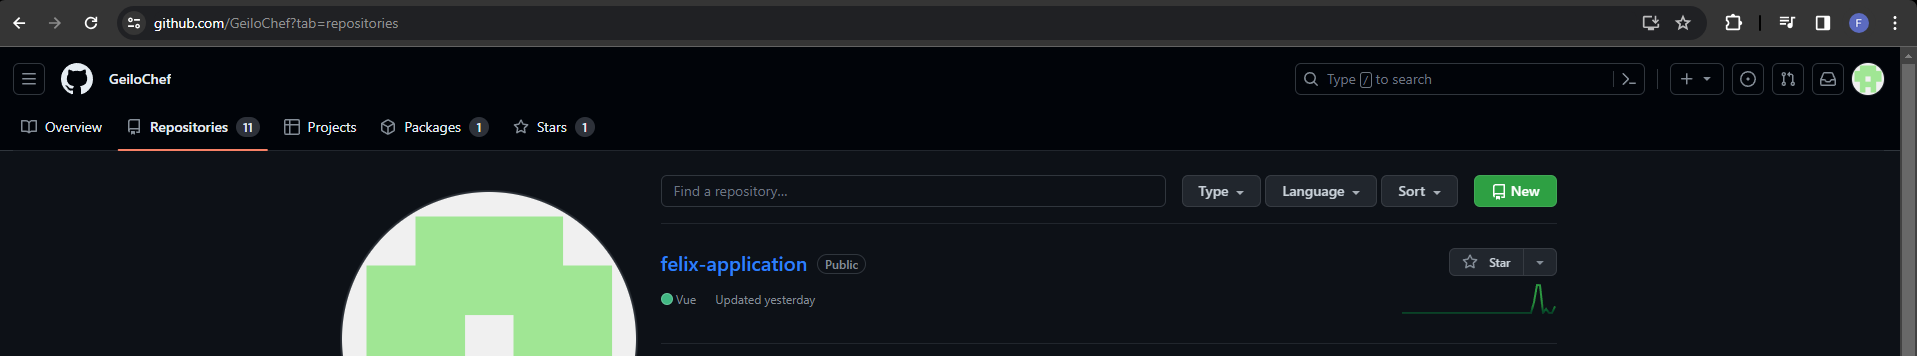 github.com/GeiloChef?tab=repositories
F
GeiloChef
Type / to search
Overview Repositories 11 Projects Packages 1 Stars 1
Find a repository... Type Language Sort New
felix-application Public Star
Vue Updated yesterday